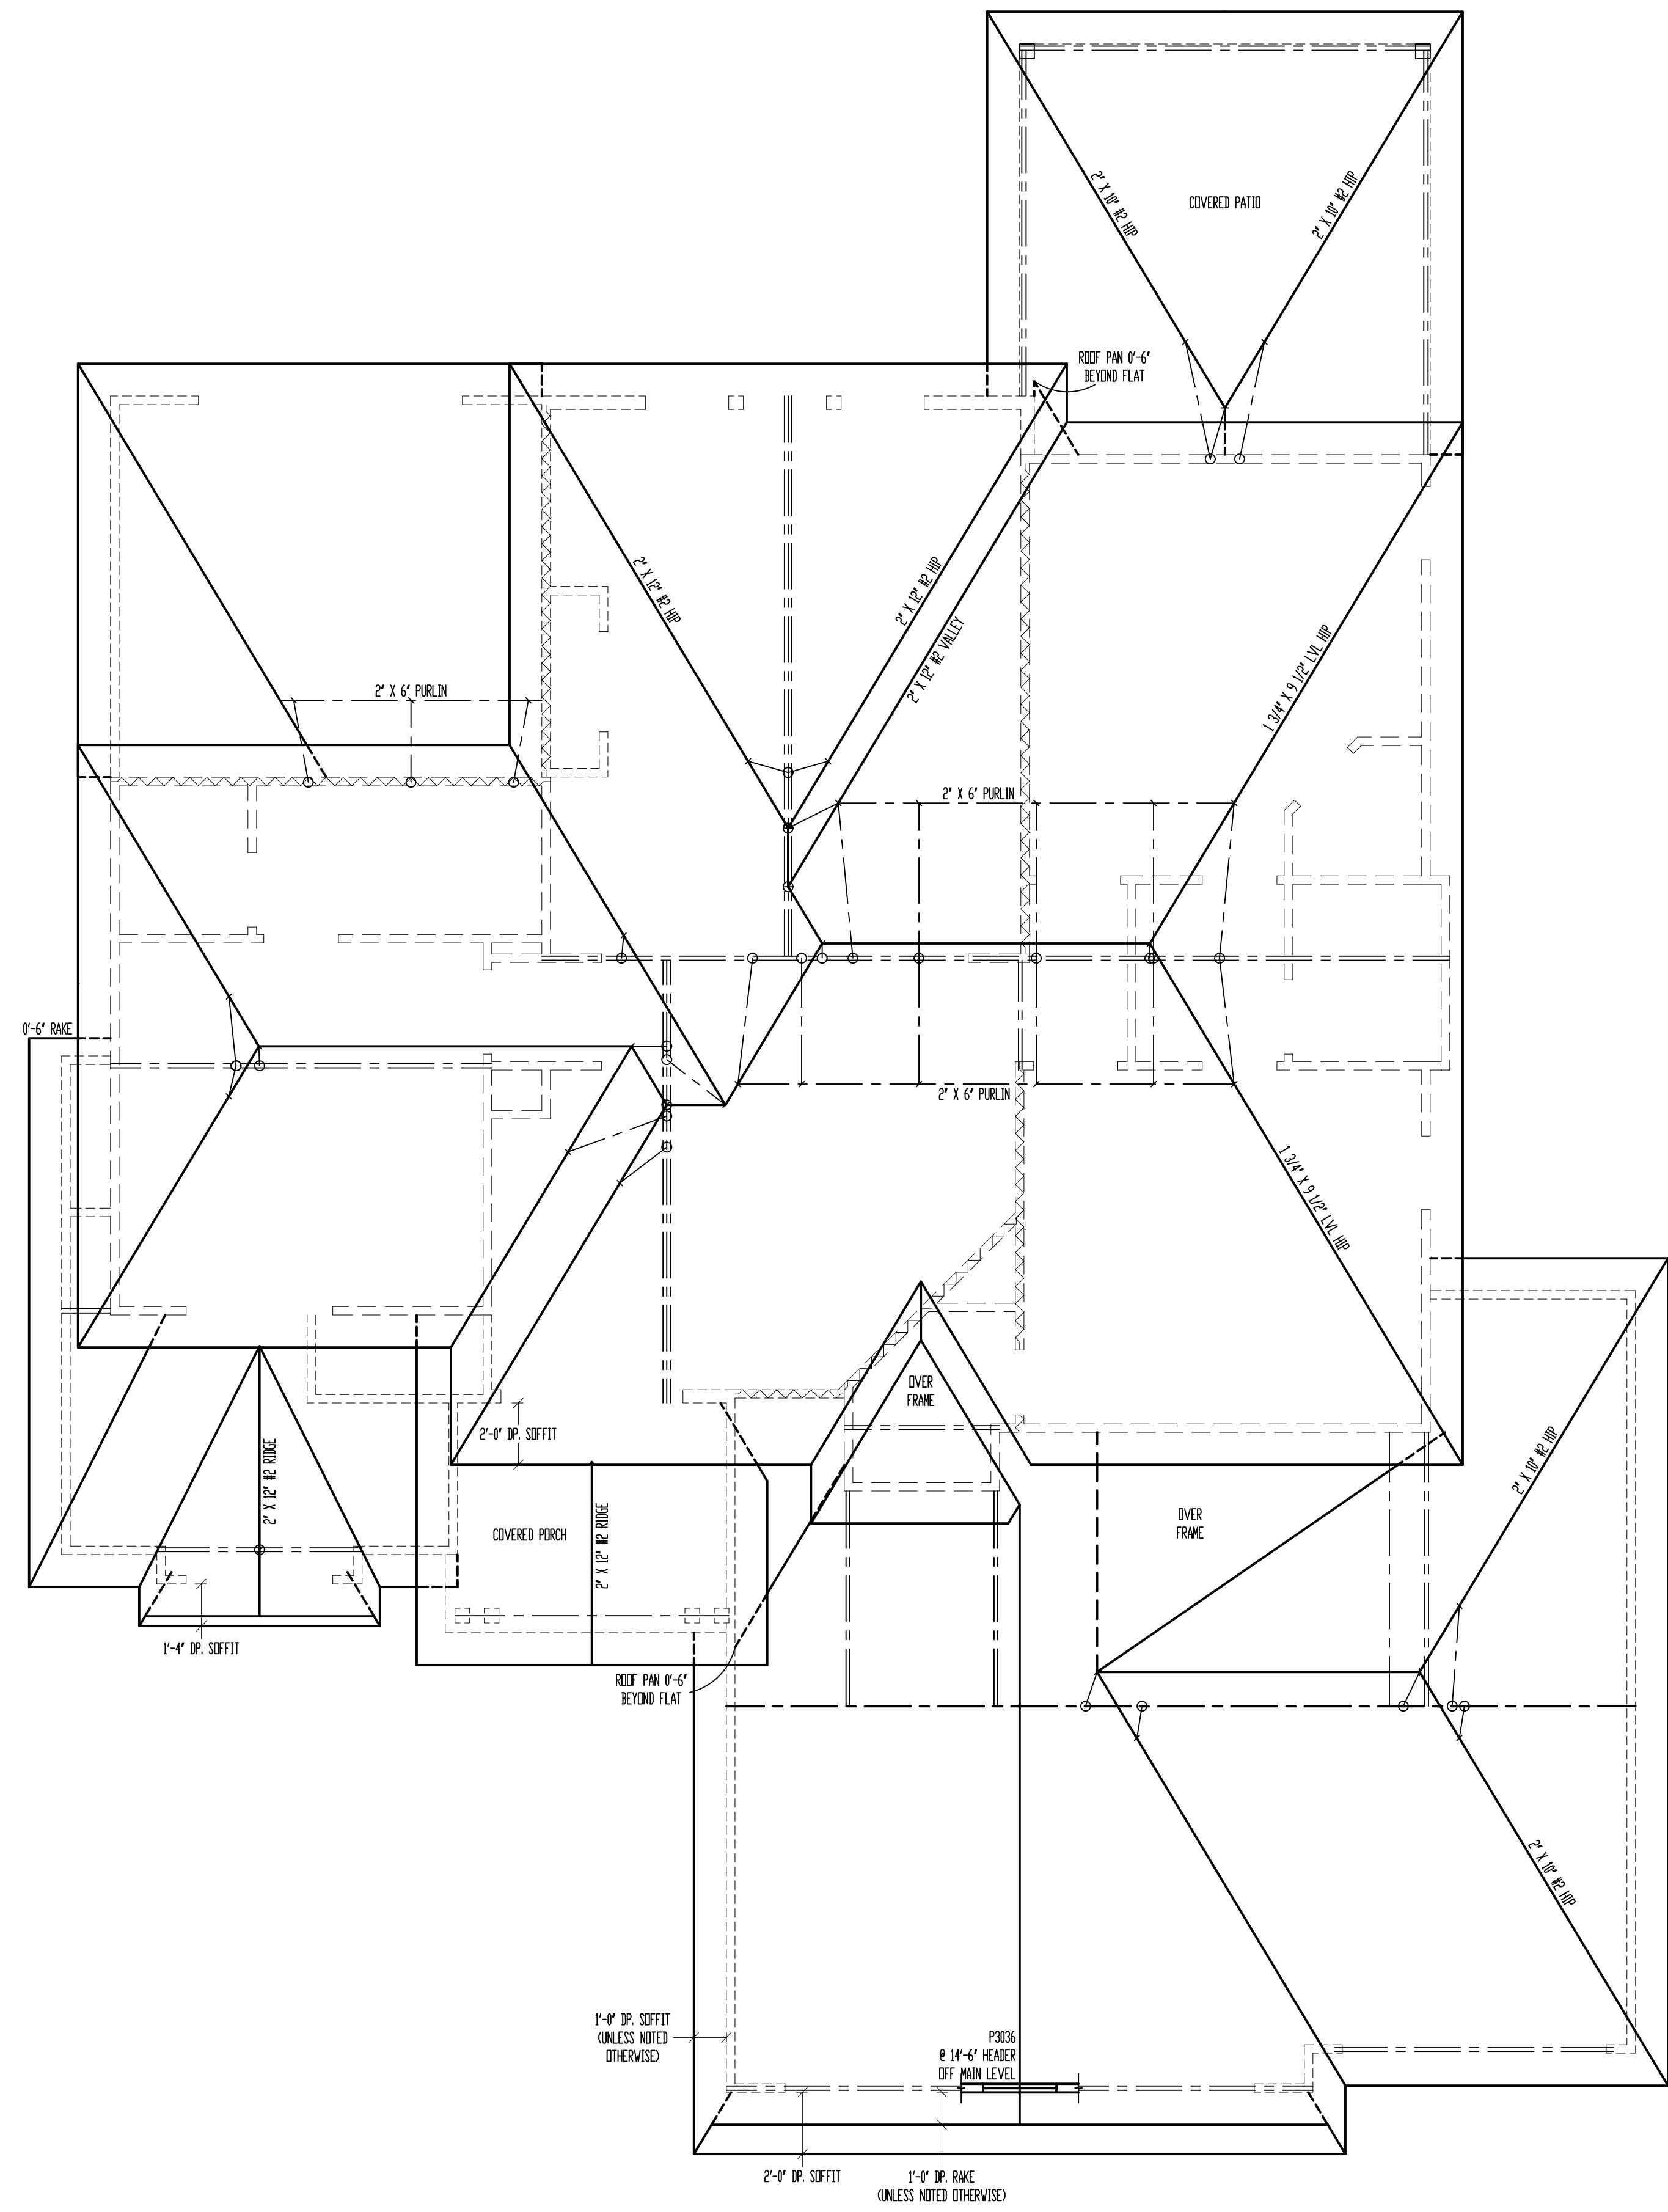 2" X 10" #2 HIP
COVERED PATIO
2" X 10" #2 HIP
ROOF PAN 0'-6"
BEYOND FLAT
2" X 12" #2 HIP
2" X 12" #2 HIP
2" X 12" #2 VALLEY
1 3/4" X 9 1/2" LVL HIP
2" X 6" PURLIN
2" X 6" PURLIN
0'-6" RAKE
2" X 6" PURLIN
1 3/4" X 9 1/2" LVL HIP
OVER
FRAME
2'-0" DP. SOFFIT
2" X 12" #2 RIDGE
COVERED PORCH
2" X 12" #2 RIDGE
OVER
FRAME
2" X 10" #2 HIP
1'-4" DP. SOFFIT
ROOF PAN 0'-6"
BEYOND FLAT
2" X 10" #2 HIP
1'-0" DP. SOFFIT
(UNLESS NOTED
OTHERWISE)
P3036
@ 14'-6" HEADER
OFF MAIN LEVEL
2'-0" DP. SOFFIT
1'-0" DP. RAKE
(UNLESS NOTED OTHERWISE)